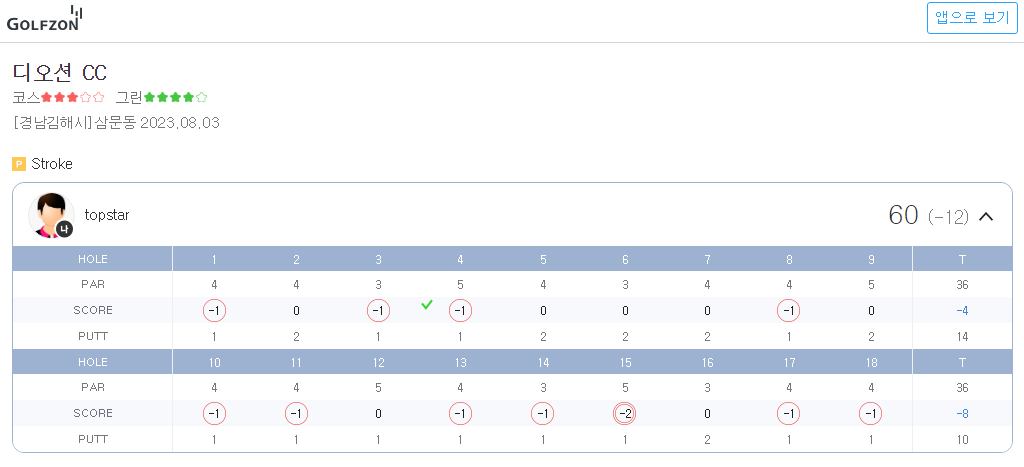 GOLFZON
앱으로 보기
디오션 CC
코스★★★☆☆ 그린★★★★☆
[경남김해시]삼문동 2023.08.03
P Stroke
나
topstar
60 (-12)
HOLE 1 2 3 4 5 6 7 8 9 T
PAR 4 4 3 5 4 3 4 4 5 36
SCORE -1 0 -1 -1 0 0 0 -1 0 -4
PUTT 1 2 1 1 2 2 2 1 2 14
HOLE 10 11 12 13 14 15 16 17 18 T
PAR 4 4 5 4 3 5 3 4 4 36
SCORE -1 -1 0 -1 -1 -2 0 -1 -1 -8
PUTT 1 1 1 1 1 1 2 1 1 10